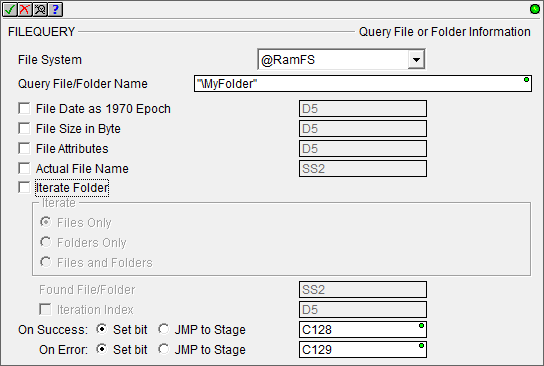 FILEQUERY Query File or Folder Information
File System @RamFS
Query File/Folder Name "\MyFolder"
File Date as 1970 Epoch D5
File Size in Byte D5
File Attributes D5
Actual File Name SS2
Iterate Folder
Iterate
Files Only
Folders Only
Files and Folders
Found File/Folder SS2
Iteration Index D5
On Success: Set bit JMP to Stage C128
On Error: Set bit JMP to Stage C129